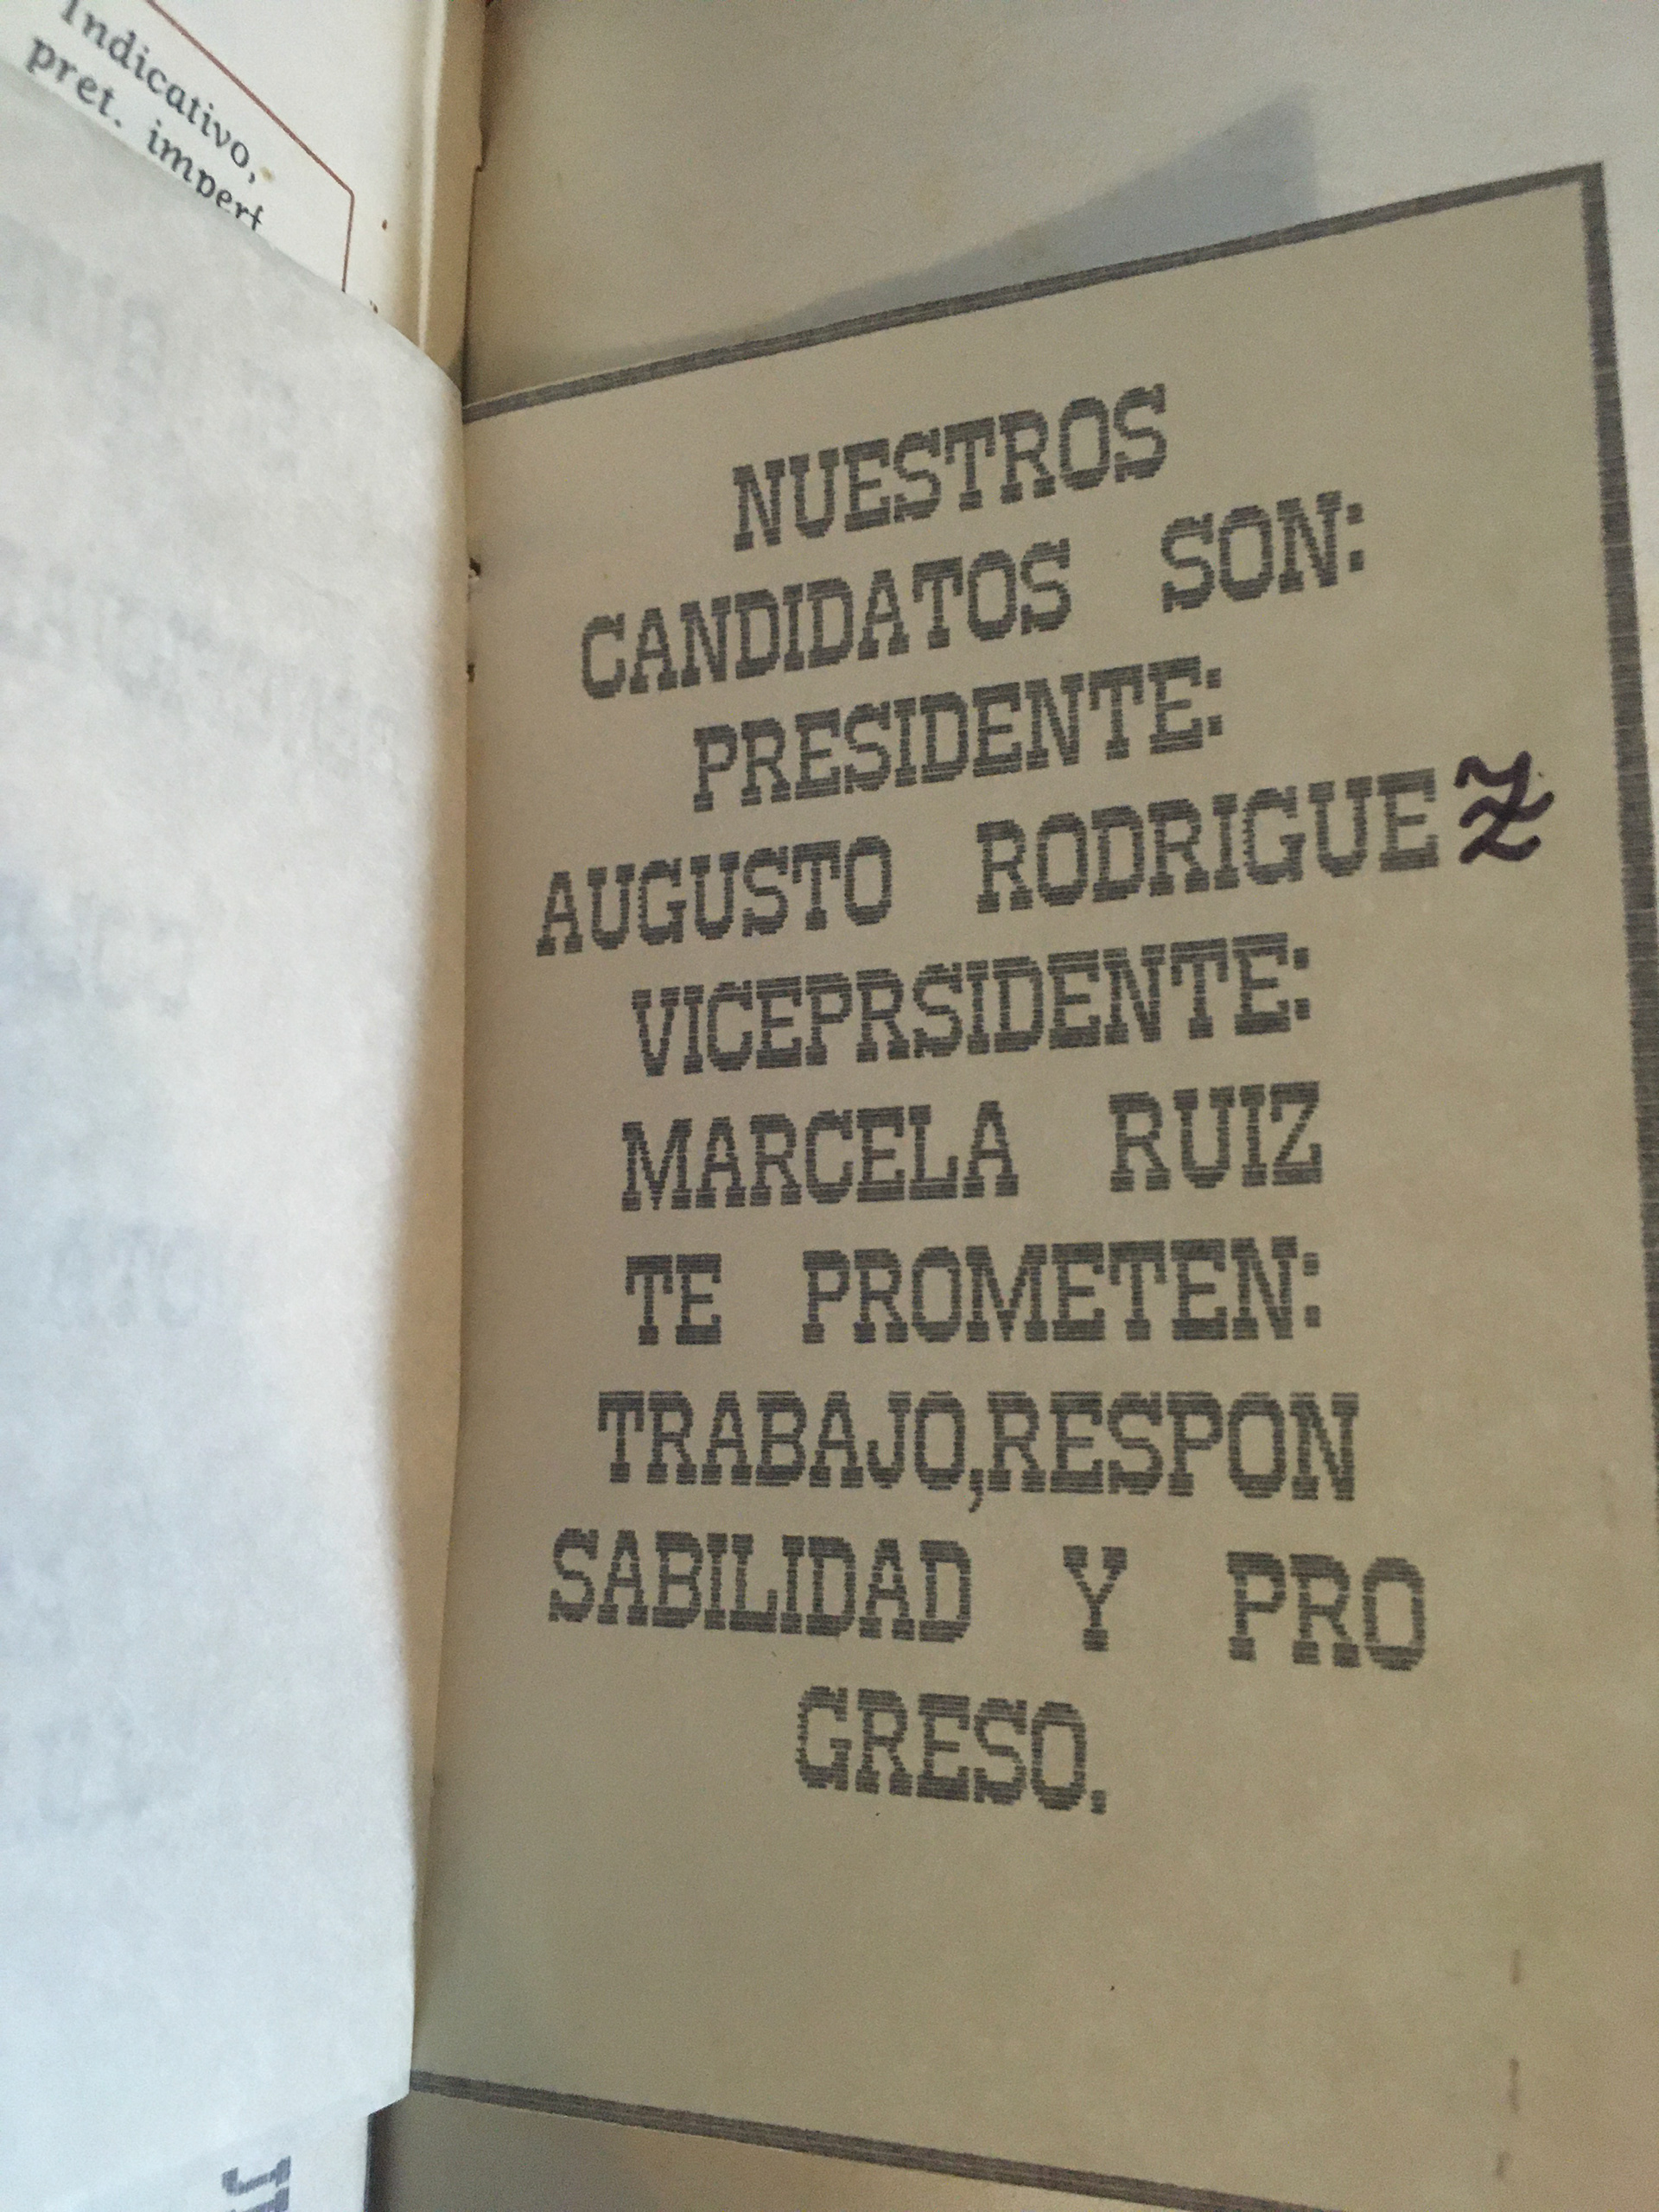 Indicativo,
pret. imperf
NUESTROS
CANDIDATOS SON:
PRESIDENTE:
AUGUSTO RODRIGUEZ
VICEPRSIDENTE:
MARCELA RUIZ
TE PROMETEN:
TRABAJO,RESPON
SABILIDAD Y PRO
GRESO.